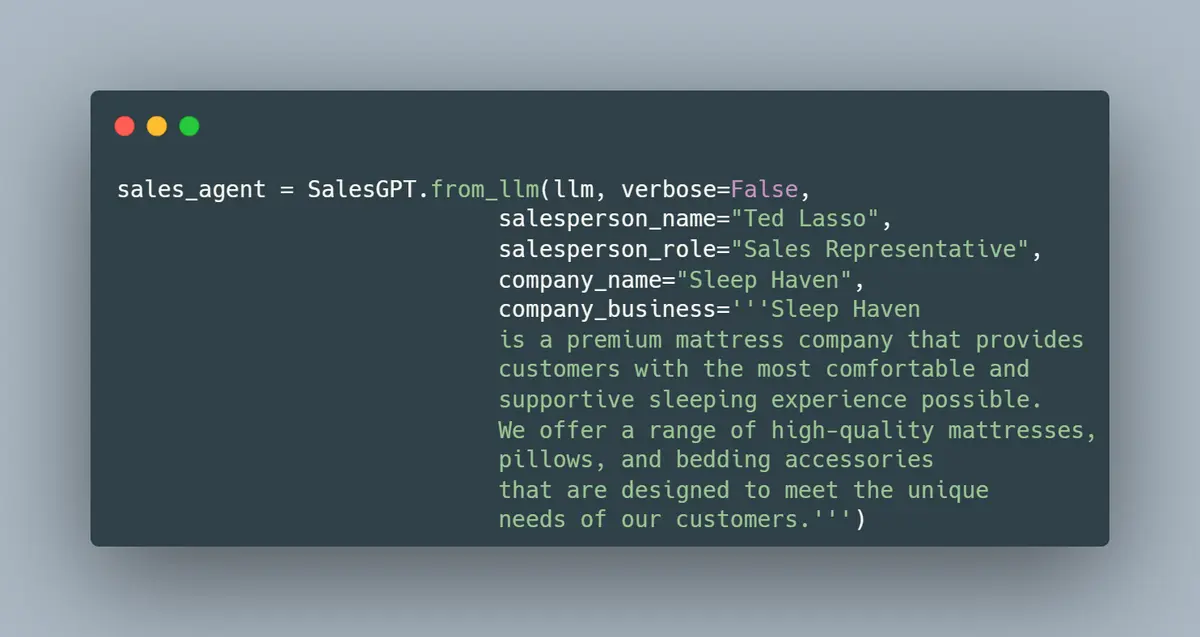 sales_agent = SalesGPT.from_llm(llm, verbose=False,
salesperson_name="Ted Lasso",
salesperson_role="Sales Representative",
company_name="Sleep Haven",
company_business='''Sleep Haven
is a premium mattress company that provides
customers with the most comfortable and
supportive sleeping experience possible.
We offer a range of high-quality mattresses,
pillows, and bedding accessories
that are designed to meet the unique
needs of our customers.''')